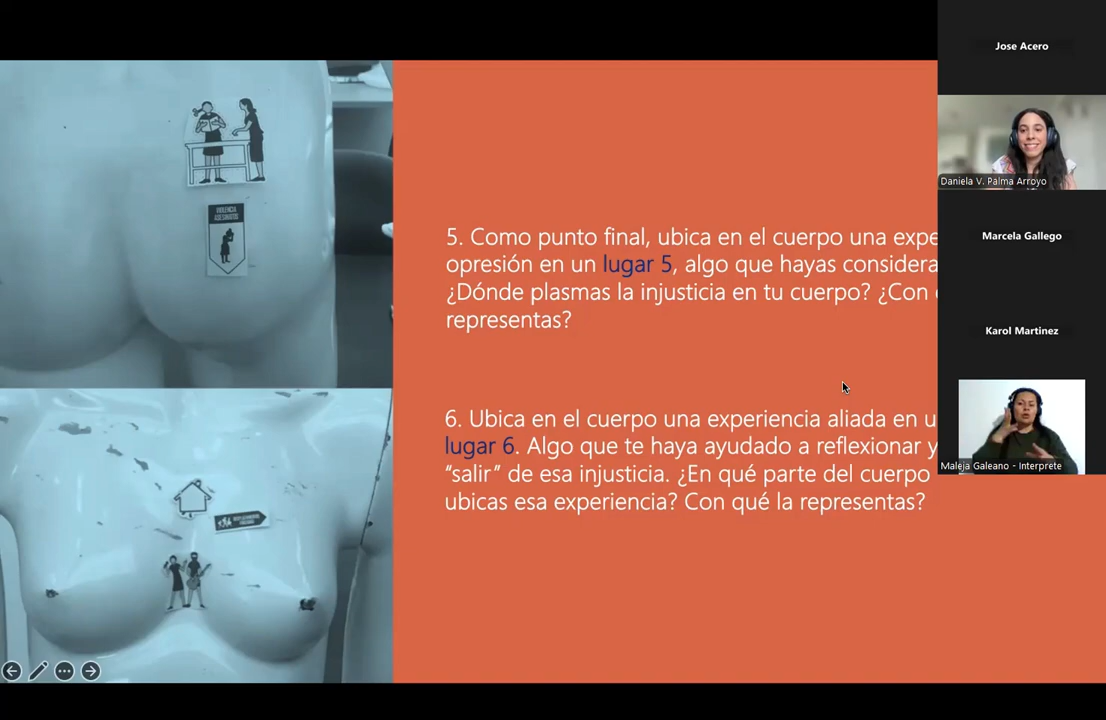 VIOLENCIA
ASESINATOS
5. Como punto final, ubica en el cuerpo una expe
opresión en un lugar 5, algo que hayas considera
¿Dónde plasmas la injusticia en tu cuerpo? ¿Con
representas?
6. Ubica en el cuerpo una experiencia aliada en u
lugar 6. Algo que te haya ayudado a reflexionar y
“salir” de esa injusticia. ¿En qué parte del cuerpo
ubicas esa experiencia? Con qué la representas?
Jose Acero
Daniela V. Palma Arroyo
Marcela Gallego
Karol Martinez
Maleja Galeano - Interprete